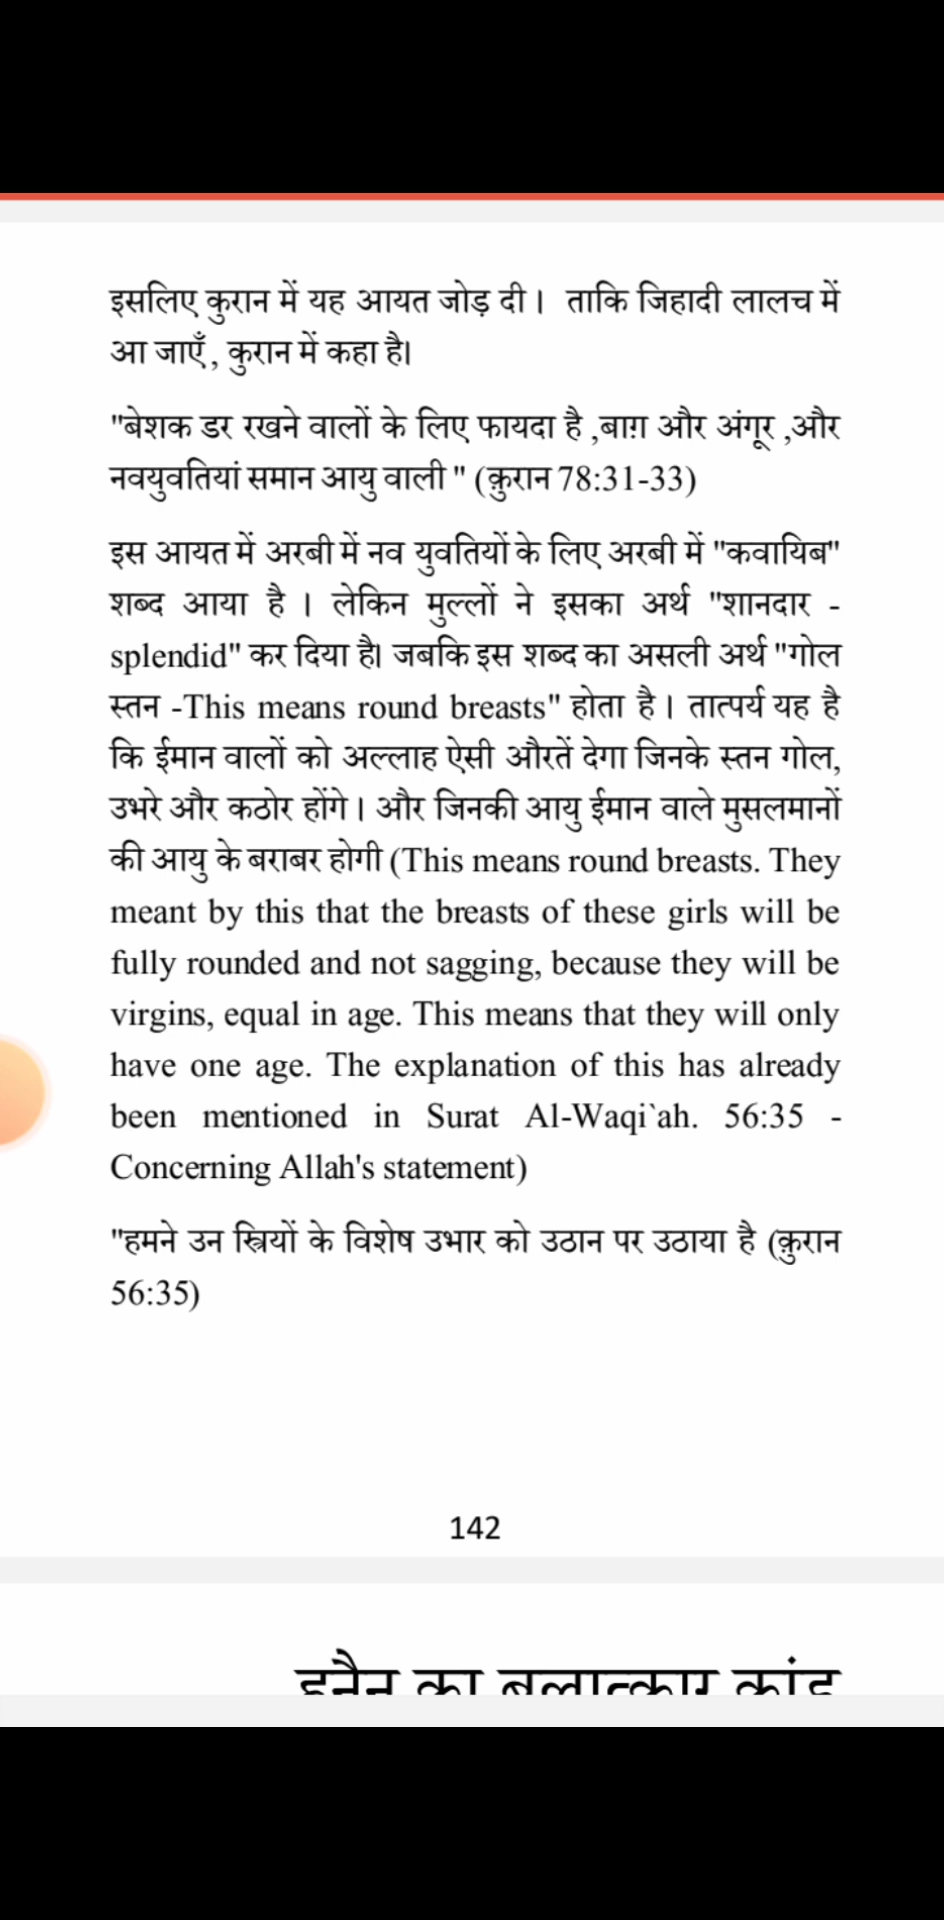 इसलिए कुरान में यह आयत जोड़ दी। ताकि जिहादी लालच में
आ जाएँ, कुरान में कहा है।
"बेशक डर रखने वालों के लिए फायदा है ,बाग़ और अंगूर ,और
नवयुवतियां समान आयु वाली " (क़ुरान 78:31-33)
इस आयत में अरबी में नव युवतियों के लिए अरबी में "कवायिब"
शब्द आया है । लेकिन मुल्लों ने इसका अर्थ "शानदार -
splendid" कर दिया है। जबकि इस शब्द का असली अर्थ "गोल
स्तन -This means round breasts" होता है । तात्पर्य यह है
कि ईमान वालों को अल्लाह ऐसी औरतें देगा जिनके स्तन गोल,
उभरे और कठोर होंगे । और जिनकी आयु ईमान वाले मुसलमानों
की आयु के बराबर होगी (This means round breasts. They
meant by this that the breasts of these girls will be
fully rounded and not sagging, because they will be
virgins, equal in age. This means that they will only
have one age. The explanation of this has already
been mentioned in Surat Al-Waqi`ah. 56:35 -
Concerning Allah's statement)
"हमने उन स्त्रियों के विशेष उभार को उठान पर उठाया है (क़ुरान
56:35)
142
हुनैन का बलात्कार कांड